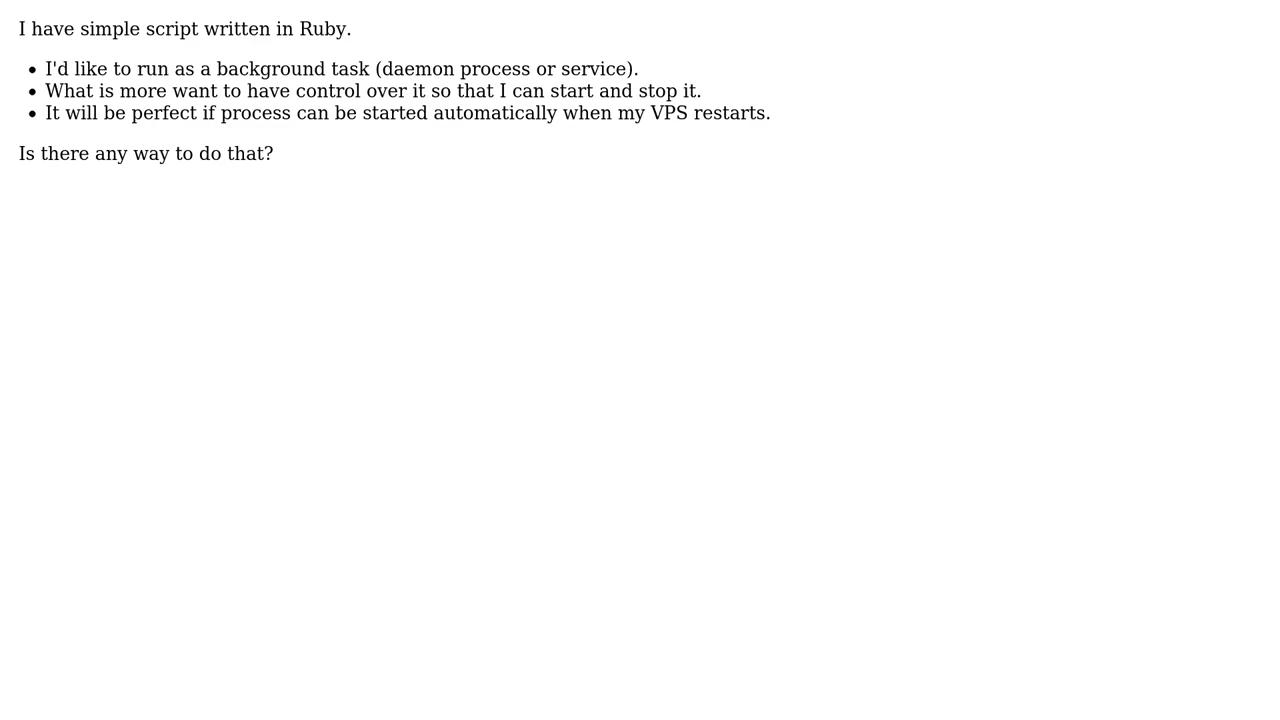 I have simple script written in Ruby.
• I'd like to run as a background task (daemon process or service).
• What is more want to have control over it so that I can start and stop it.
• It will be perfect if process can be started automatically when my VPS restarts.
Is there any way to do that?